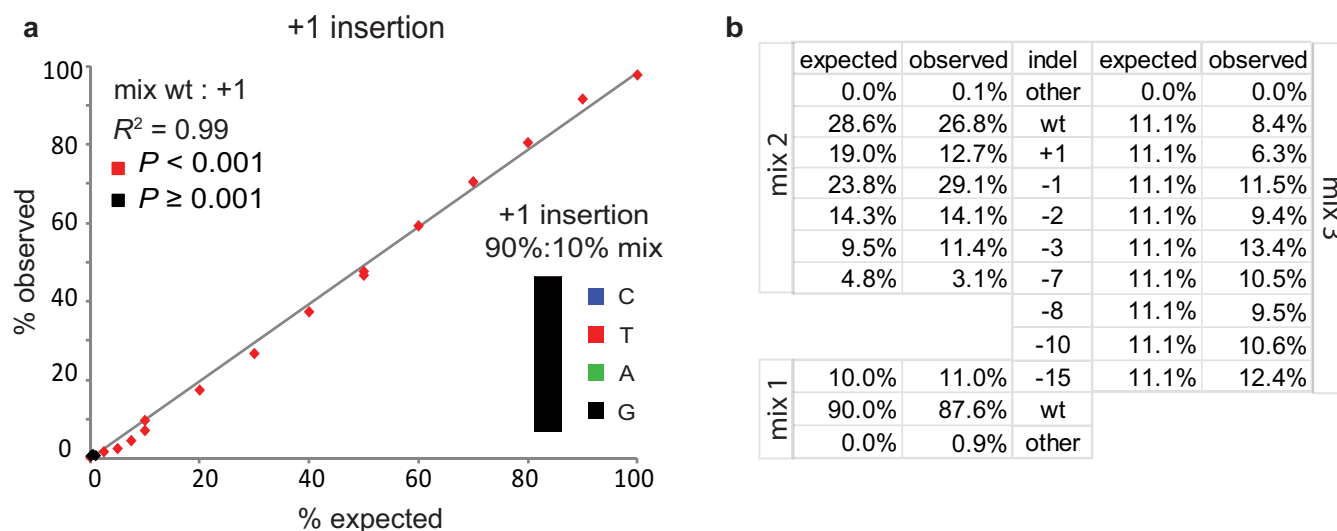 a
+1 insertion
100
80
60
40
20
0
% observed
mix wt : +1
R² = 0.99
P < 0.001
P ≥ 0.001
+1 insertion
90%:10% mix
C
T
A
G
0 20 40 60 80 100
% expected
b
expected observed indel expected observed
0.0% 0.1% other 0.0% 0.0%
28.6% 26.8% wt 11.1% 8.4%
19.0% 12.7% +1 11.1% 6.3%
23.8% 29.1% -1 11.1% 11.5%
14.3% 14.1% -2 11.1% 9.4%
9.5% 11.4% -3 11.1% 13.4%
4.8% 3.1% -7 11.1% 10.5%
-8 11.1% 9.5%
-10 11.1% 10.6%
10.0% 11.0% -15 11.1% 12.4%
90.0% 87.6% wt
0.0% 0.9% other
mix 2
mix 1
mix 3